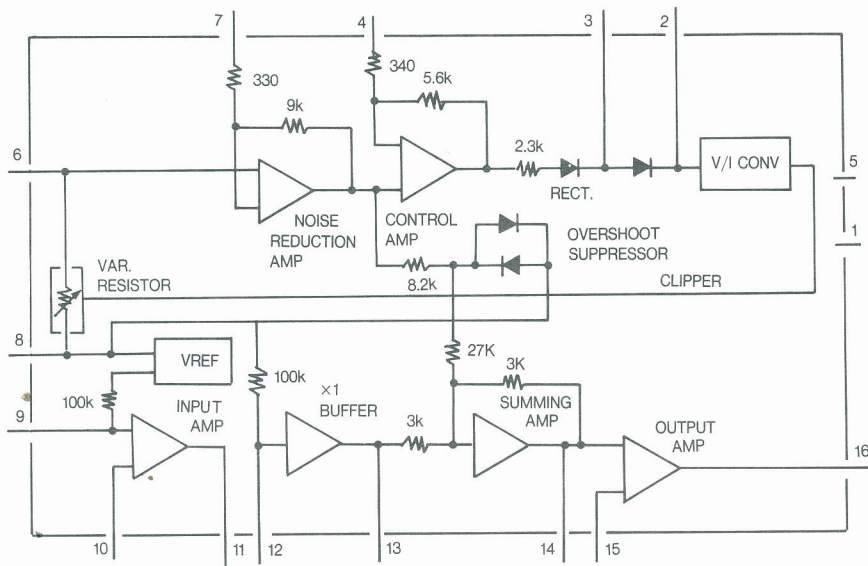 7
4
3
2
330
340
5.6k
9k
2.3k
6
V/I CONV
5
RECT.
NOISE
REDUCTION
AMP
CONTROL
AMP
OVERSHOOT
SUPPRESSOR
1
VAR.
RESISTOR
8.2k
CLIPPER
8
VREF
27K
3K
100k
100k
×1
BUFFER
INPUT
AMP
3k
SUMMING
AMP
OUTPUT
AMP
9
16
10
11
12
13
14
15